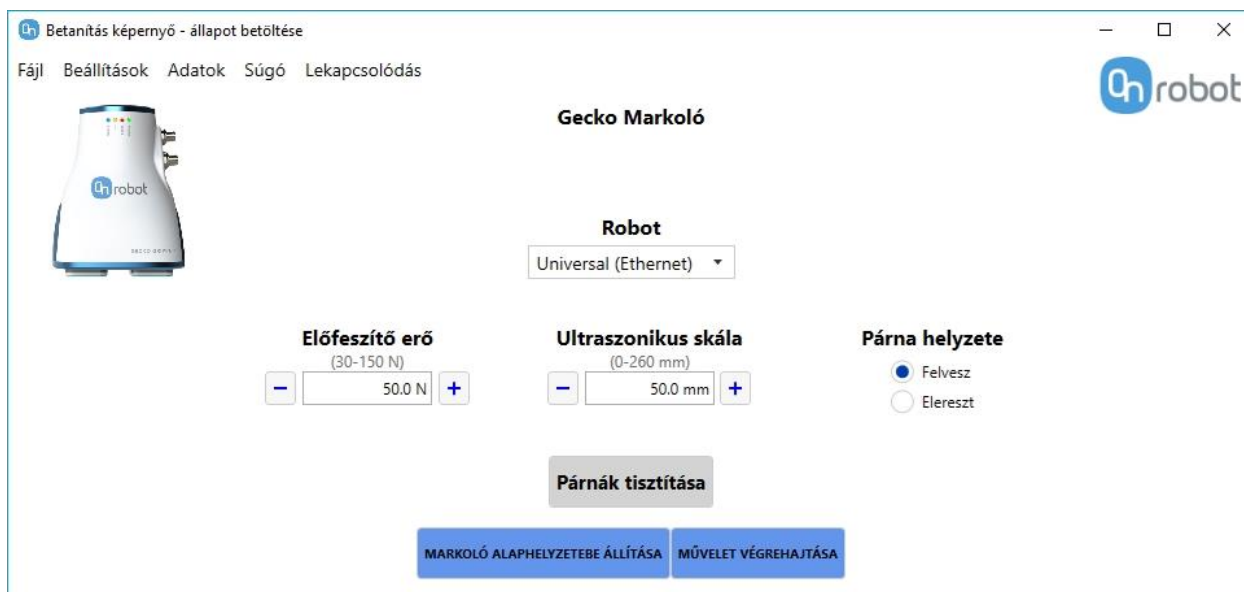 Betanítás képernyő - állapot betöltése
Fájl Beállítások Adatok Súgó Lekapcsolódás
On robot
Gecko Markoló
On robot
Robot
Universal (Ethernet)
Előfeszítő erő Ultraszonikus skála Párna helyzete
(30-150 N) (0-260 mm)
− 50.0 N + − 50.0 mm +
Felvesz
Elereszt
Párnák tisztítása
MARKOLÓ ALAPHELYZETEBE ÁLLÍTÁSA MŰVELET VÉGREHAJTÁSA